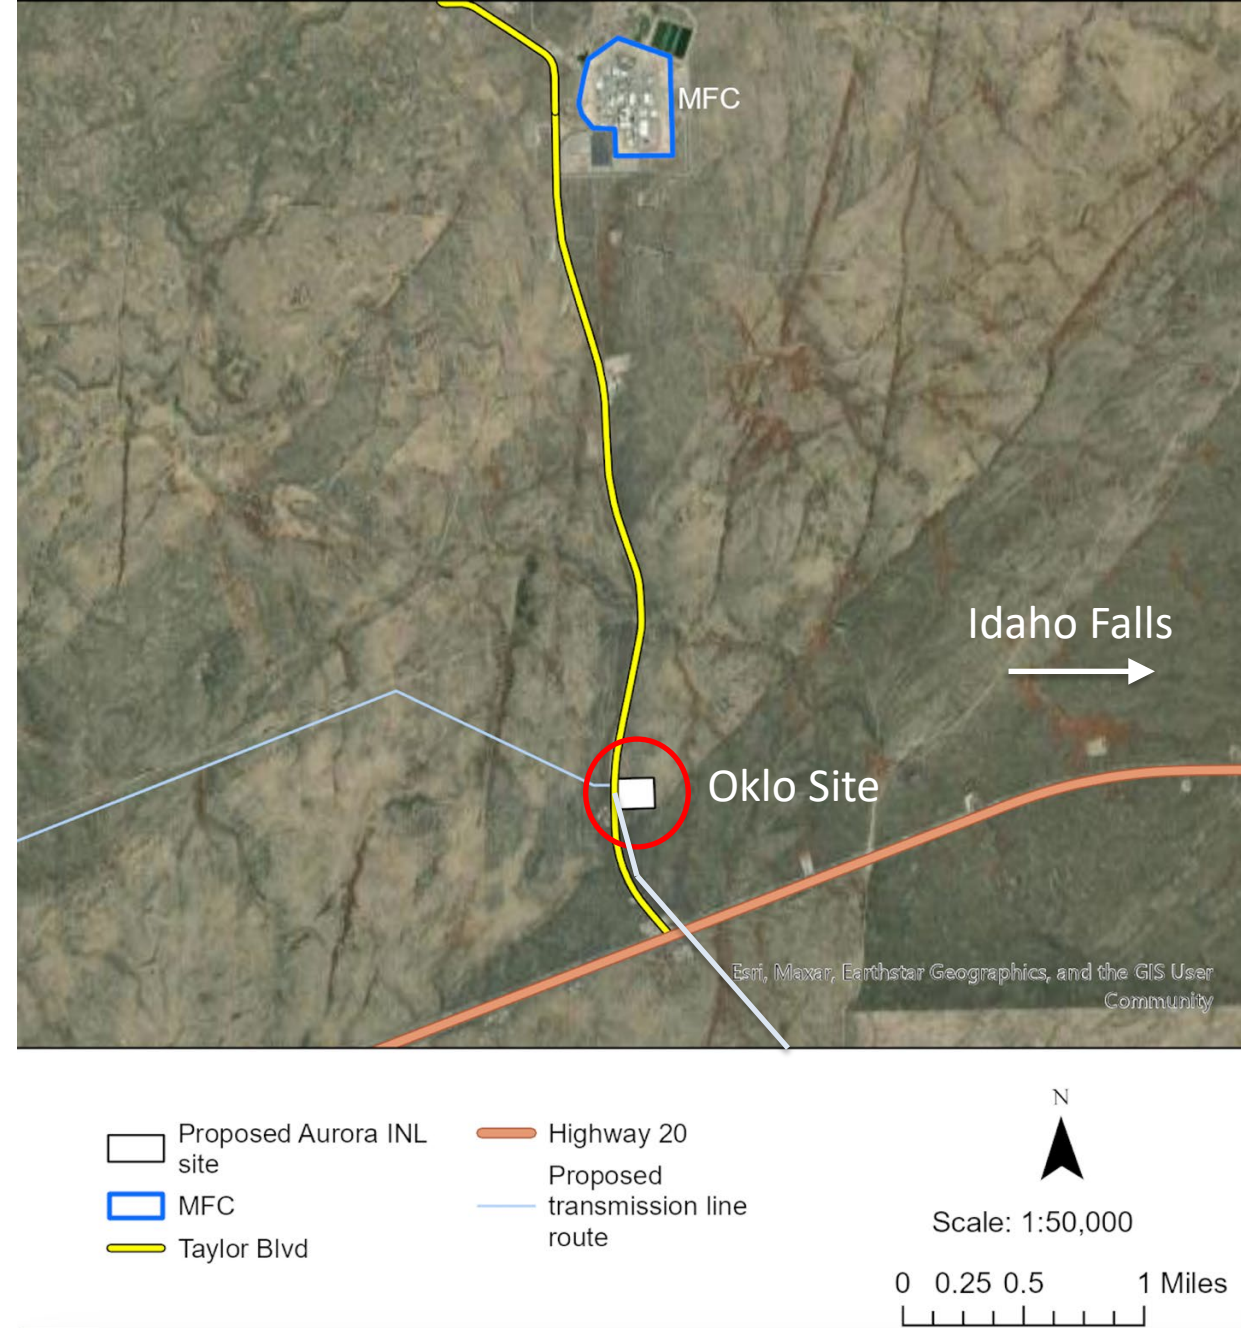 MFC
Idaho Falls
Oklo Site
Esri, Maxar, Earthstar Geographics, and the GIS User
Community
Proposed Aurora INL
site
MFC
Taylor Blvd
Highway 20
Proposed
transmission line
route
N
Scale: 1:50,000
0 0.25 0.5 1 Miles